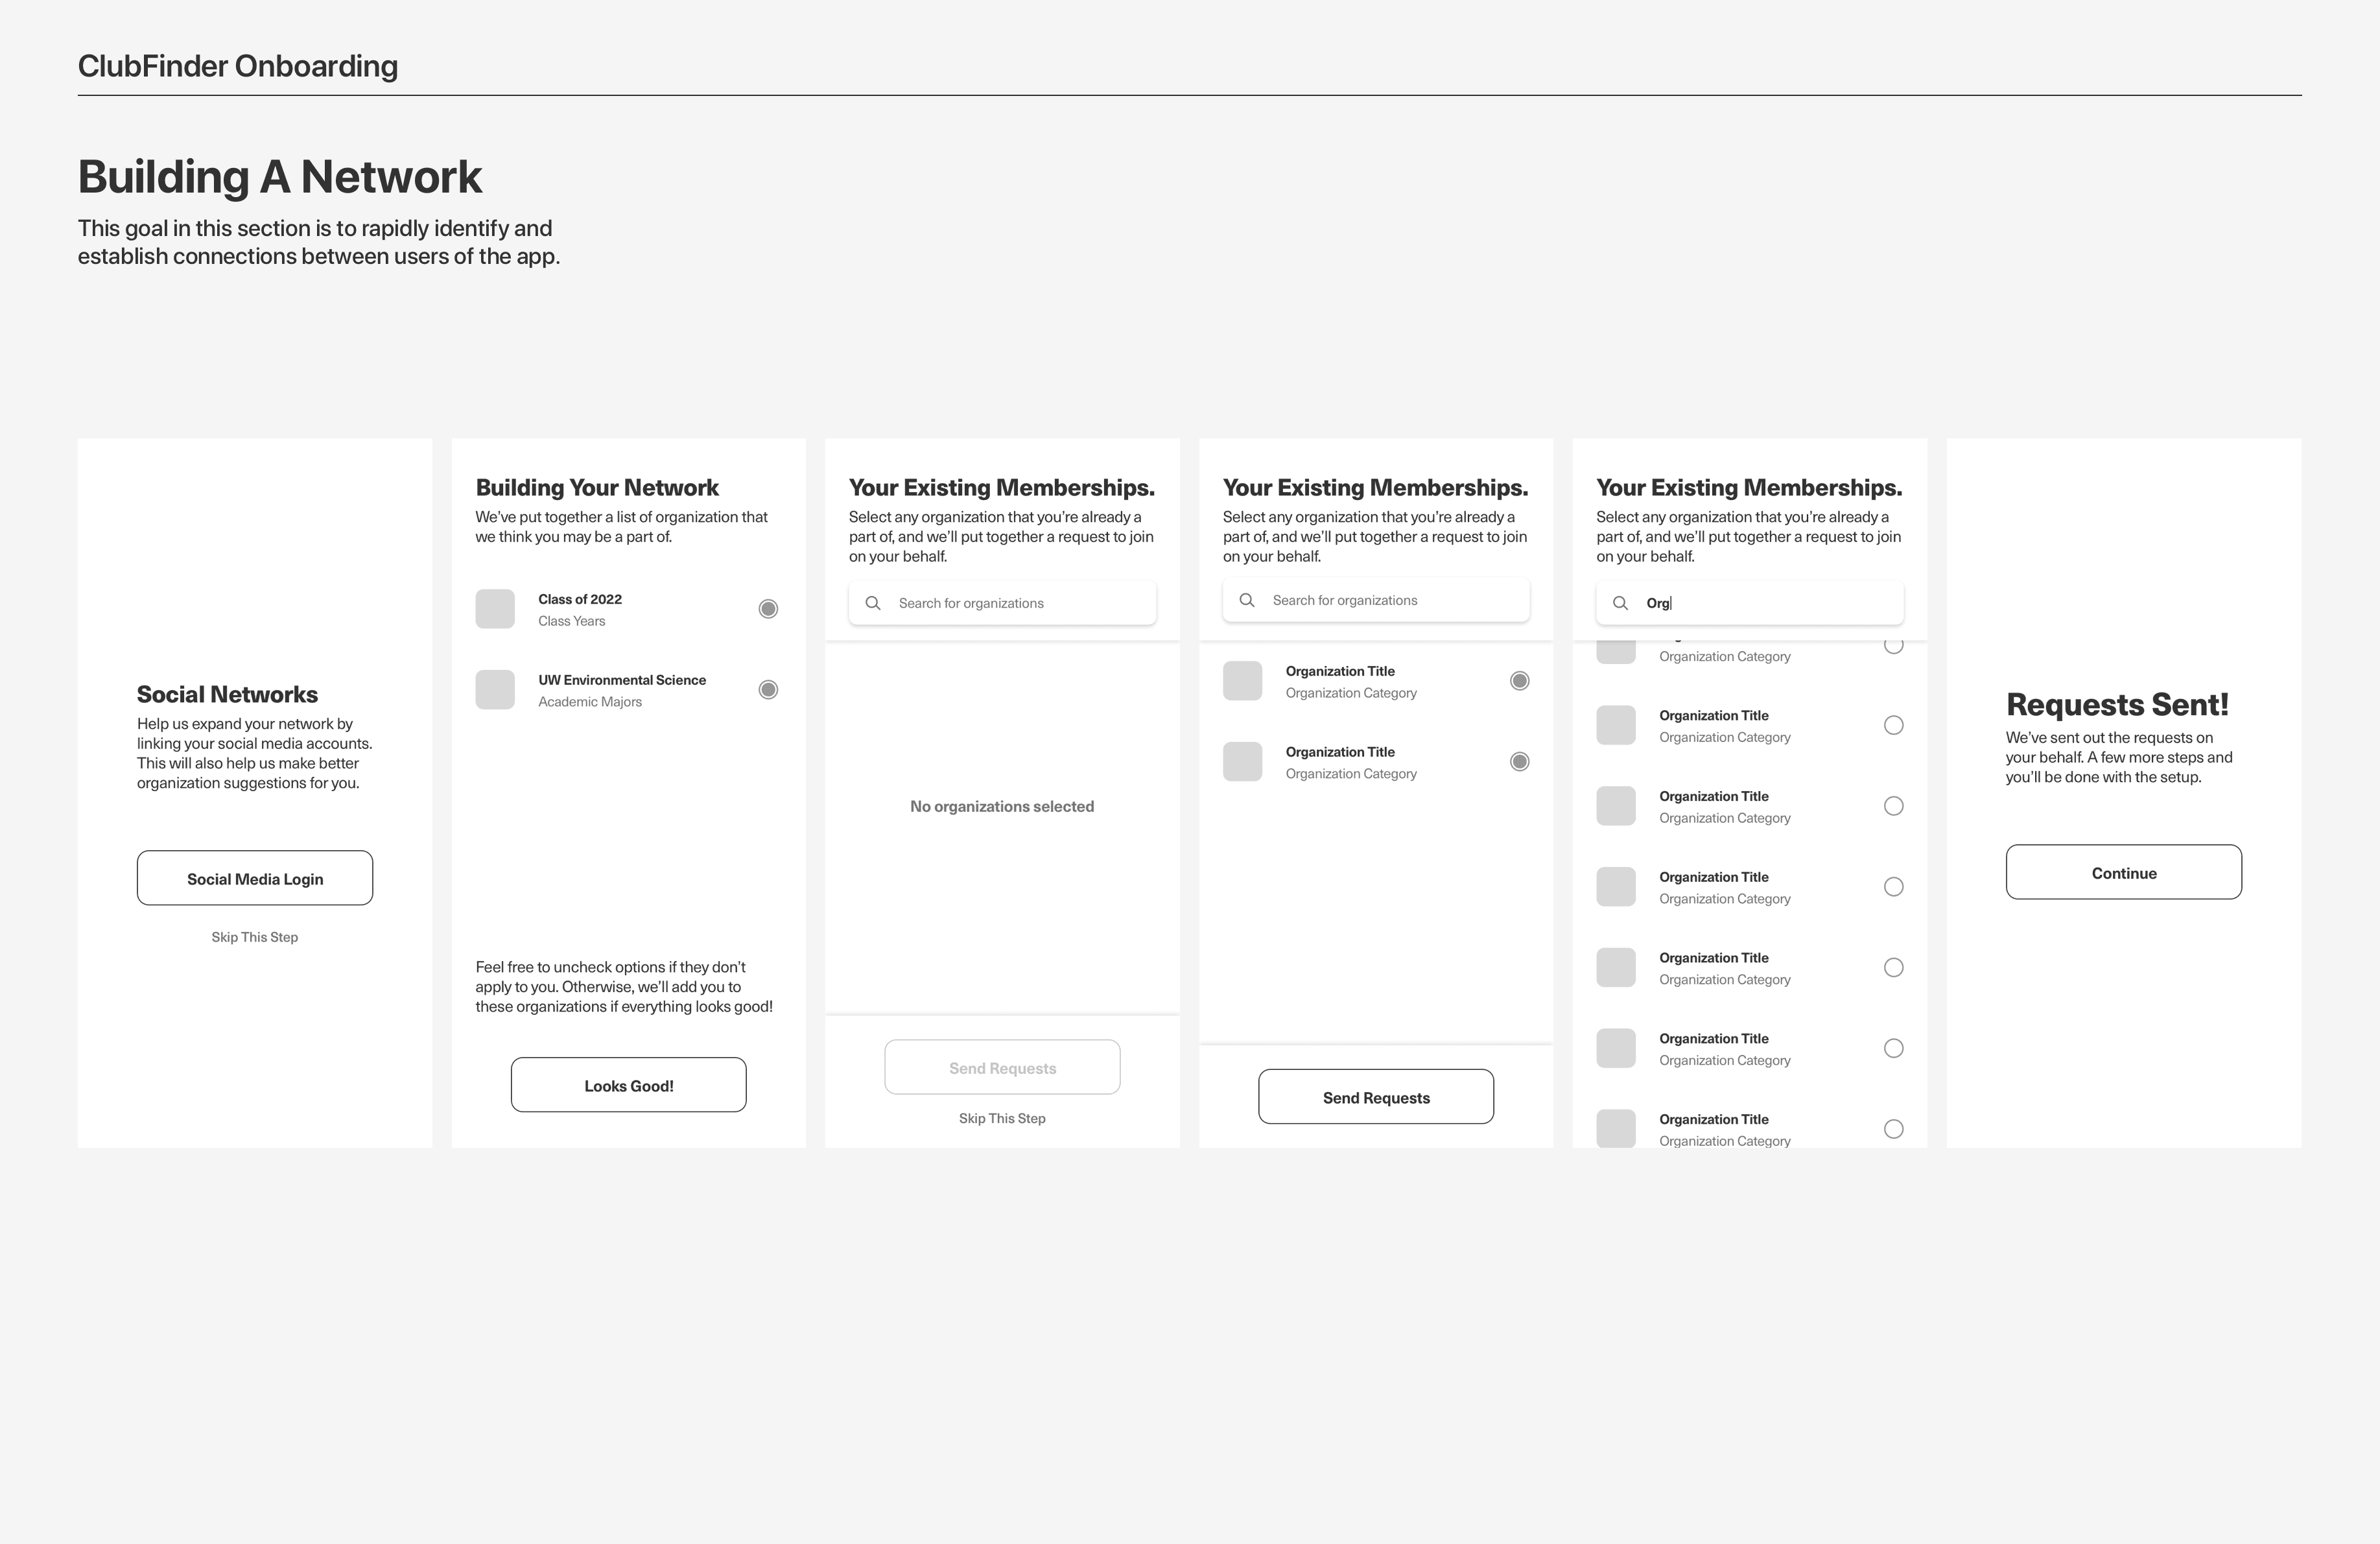 ClubFinder Onboarding
Building A Network
This goal in this section is to rapidly identify and
establish connections between users of the app.
Social Networks
Help us expand your network by
linking your social media accounts.
This will also help us make better
organization suggestions for you.
Social Media Login
Skip This Step
Building Your Network
We've put together a list of organization that
we think you may be a part of.
Class of 2022
Class Years
UW Environmental Science
Academic Majors
Feel free to uncheck options if they don't
apply to you. Otherwise, we'll add you to
these organizations if everything looks good!
Looks Good!
Your Existing Memberships.
Select any organization that you're already a
part of, and we'll put together a request to join
on your behalf.
Search for organizations
No organizations selected
Send Requests
Skip This Step
Your Existing Memberships.
Select any organization that you're already a
part of, and we'll put together a request to join
on your behalf.
Search for organizations
Organization Title
Organization Category
Organization Title
Organization Category
Send Requests
Your Existing Memberships.
Select any organization that you're already a
part of, and we'll put together a request to join
on your behalf.
Org
Organization Category
Organization Title
Organization Category
Organization Title
Organization Category
Organization Title
Organization Category
Organization Title
Organization Category
Organization Title
Organization Category
Organization Title
Organization Category
Requests Sent!
We've sent out the requests on
your behalf. A few more steps and
you'll be done with the setup.
Continue